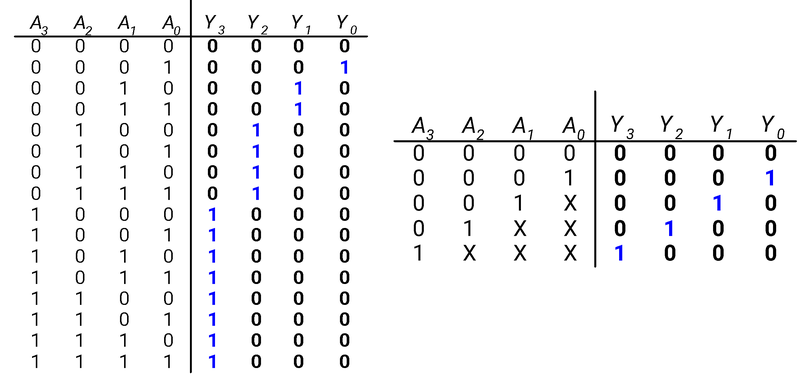 A3 A2 A1 A0 Y3 Y2 Y1 Y0
0 0 0 0 0 0 0 0
0 0 0 1 0 0 0 1
0 0 1 0 0 0 1 0
0 0 1 1 0 0 1 0
0 1 0 0 0 1 0 0
0 1 0 1 0 1 0 0
0 1 1 0 0 1 0 0
0 1 1 1 0 1 0 0
1 0 0 0 1 0 0 0
1 0 0 1 1 0 0 0
1 0 1 0 1 0 0 0
1 0 1 1 1 0 0 0
1 1 0 0 1 0 0 0
1 1 0 1 1 0 0 0
1 1 1 0 1 0 0 0
1 1 1 1 1 0 0 0
A3 A2 A1 A0 Y3 Y2 Y1 Y0
0 0 0 0 0 0 0 0
0 0 0 1 0 0 0 1
0 0 1 X 0 0 1 0
0 1 X X 0 1 0 0
1 X X X 1 0 0 0